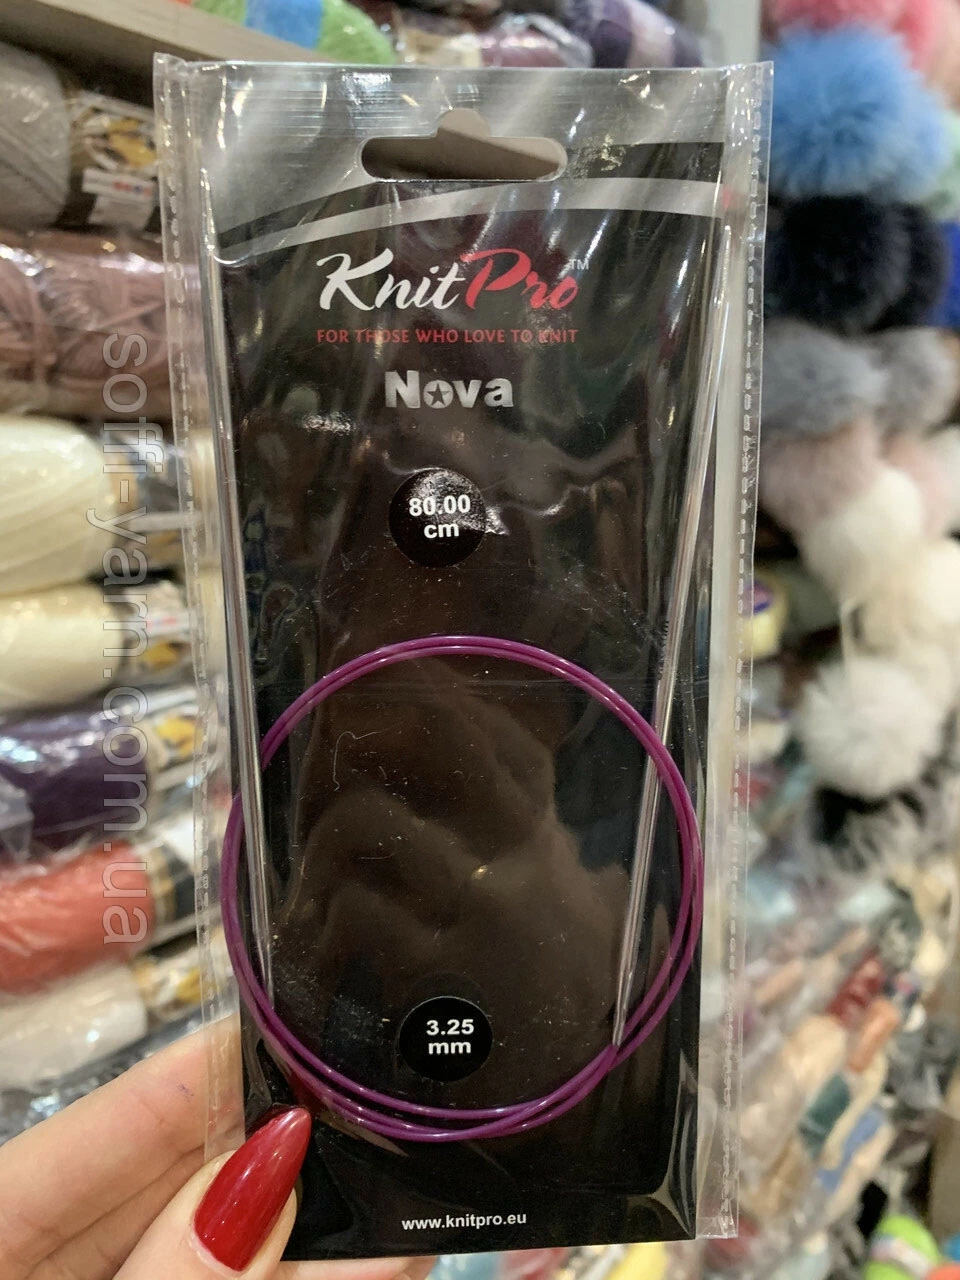 KnitPro™
FOR THOSE WHO LOVE TO KNIT
Nova
80.00
cm
3.25
mm
www.knitpro.eu
soffi-yarn.com.ua